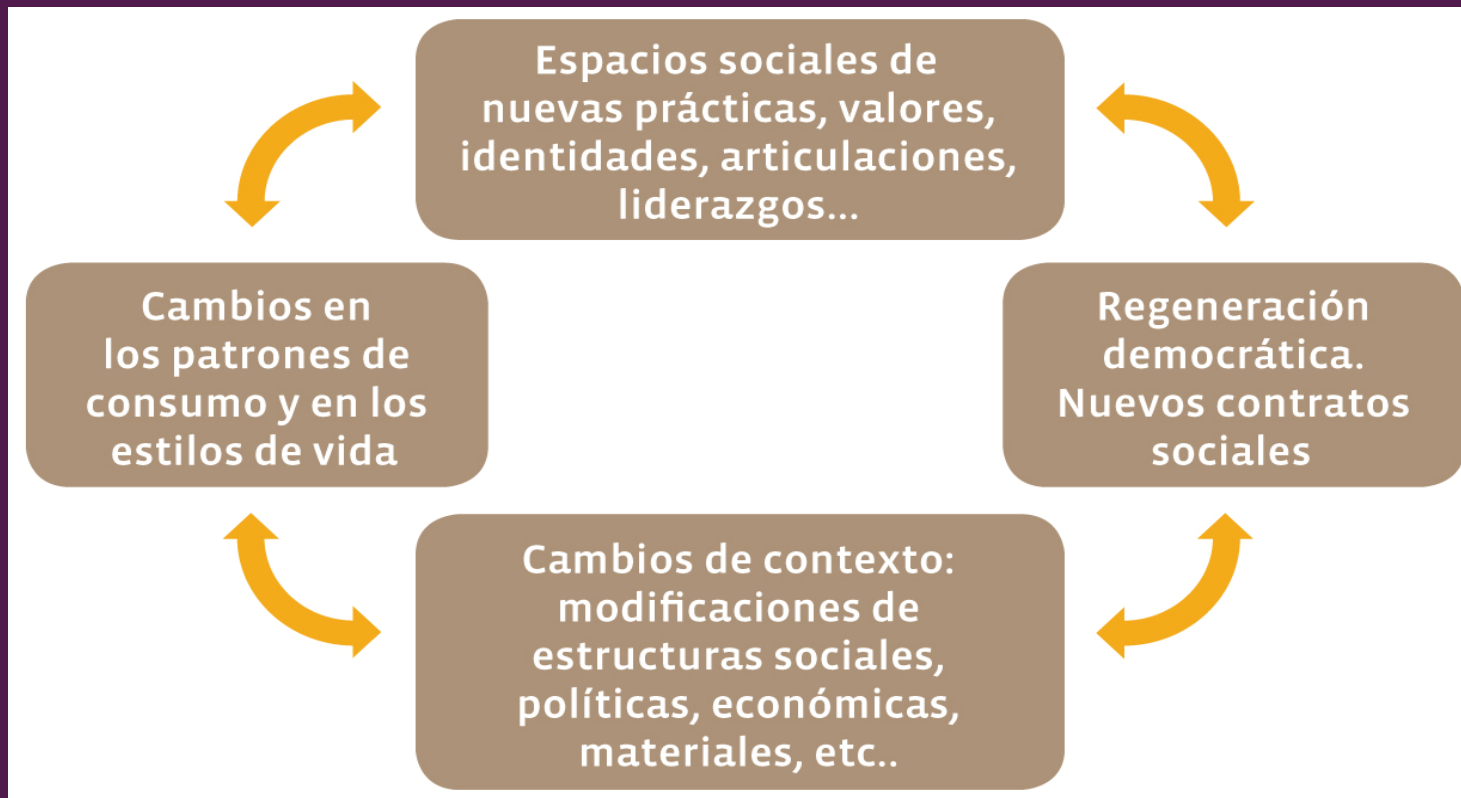 Espacios sociales de
nuevas prácticas, valores,
identidades, articulaciones,
liderazgos...
Cambios en
los patrones de
consumo y en los
estilos de vida
Regeneración
democrática.
Nuevos contratos
sociales
Cambios de contexto:
modificaciones de
estructuras sociales,
políticas, económicas,
materiales, etc..